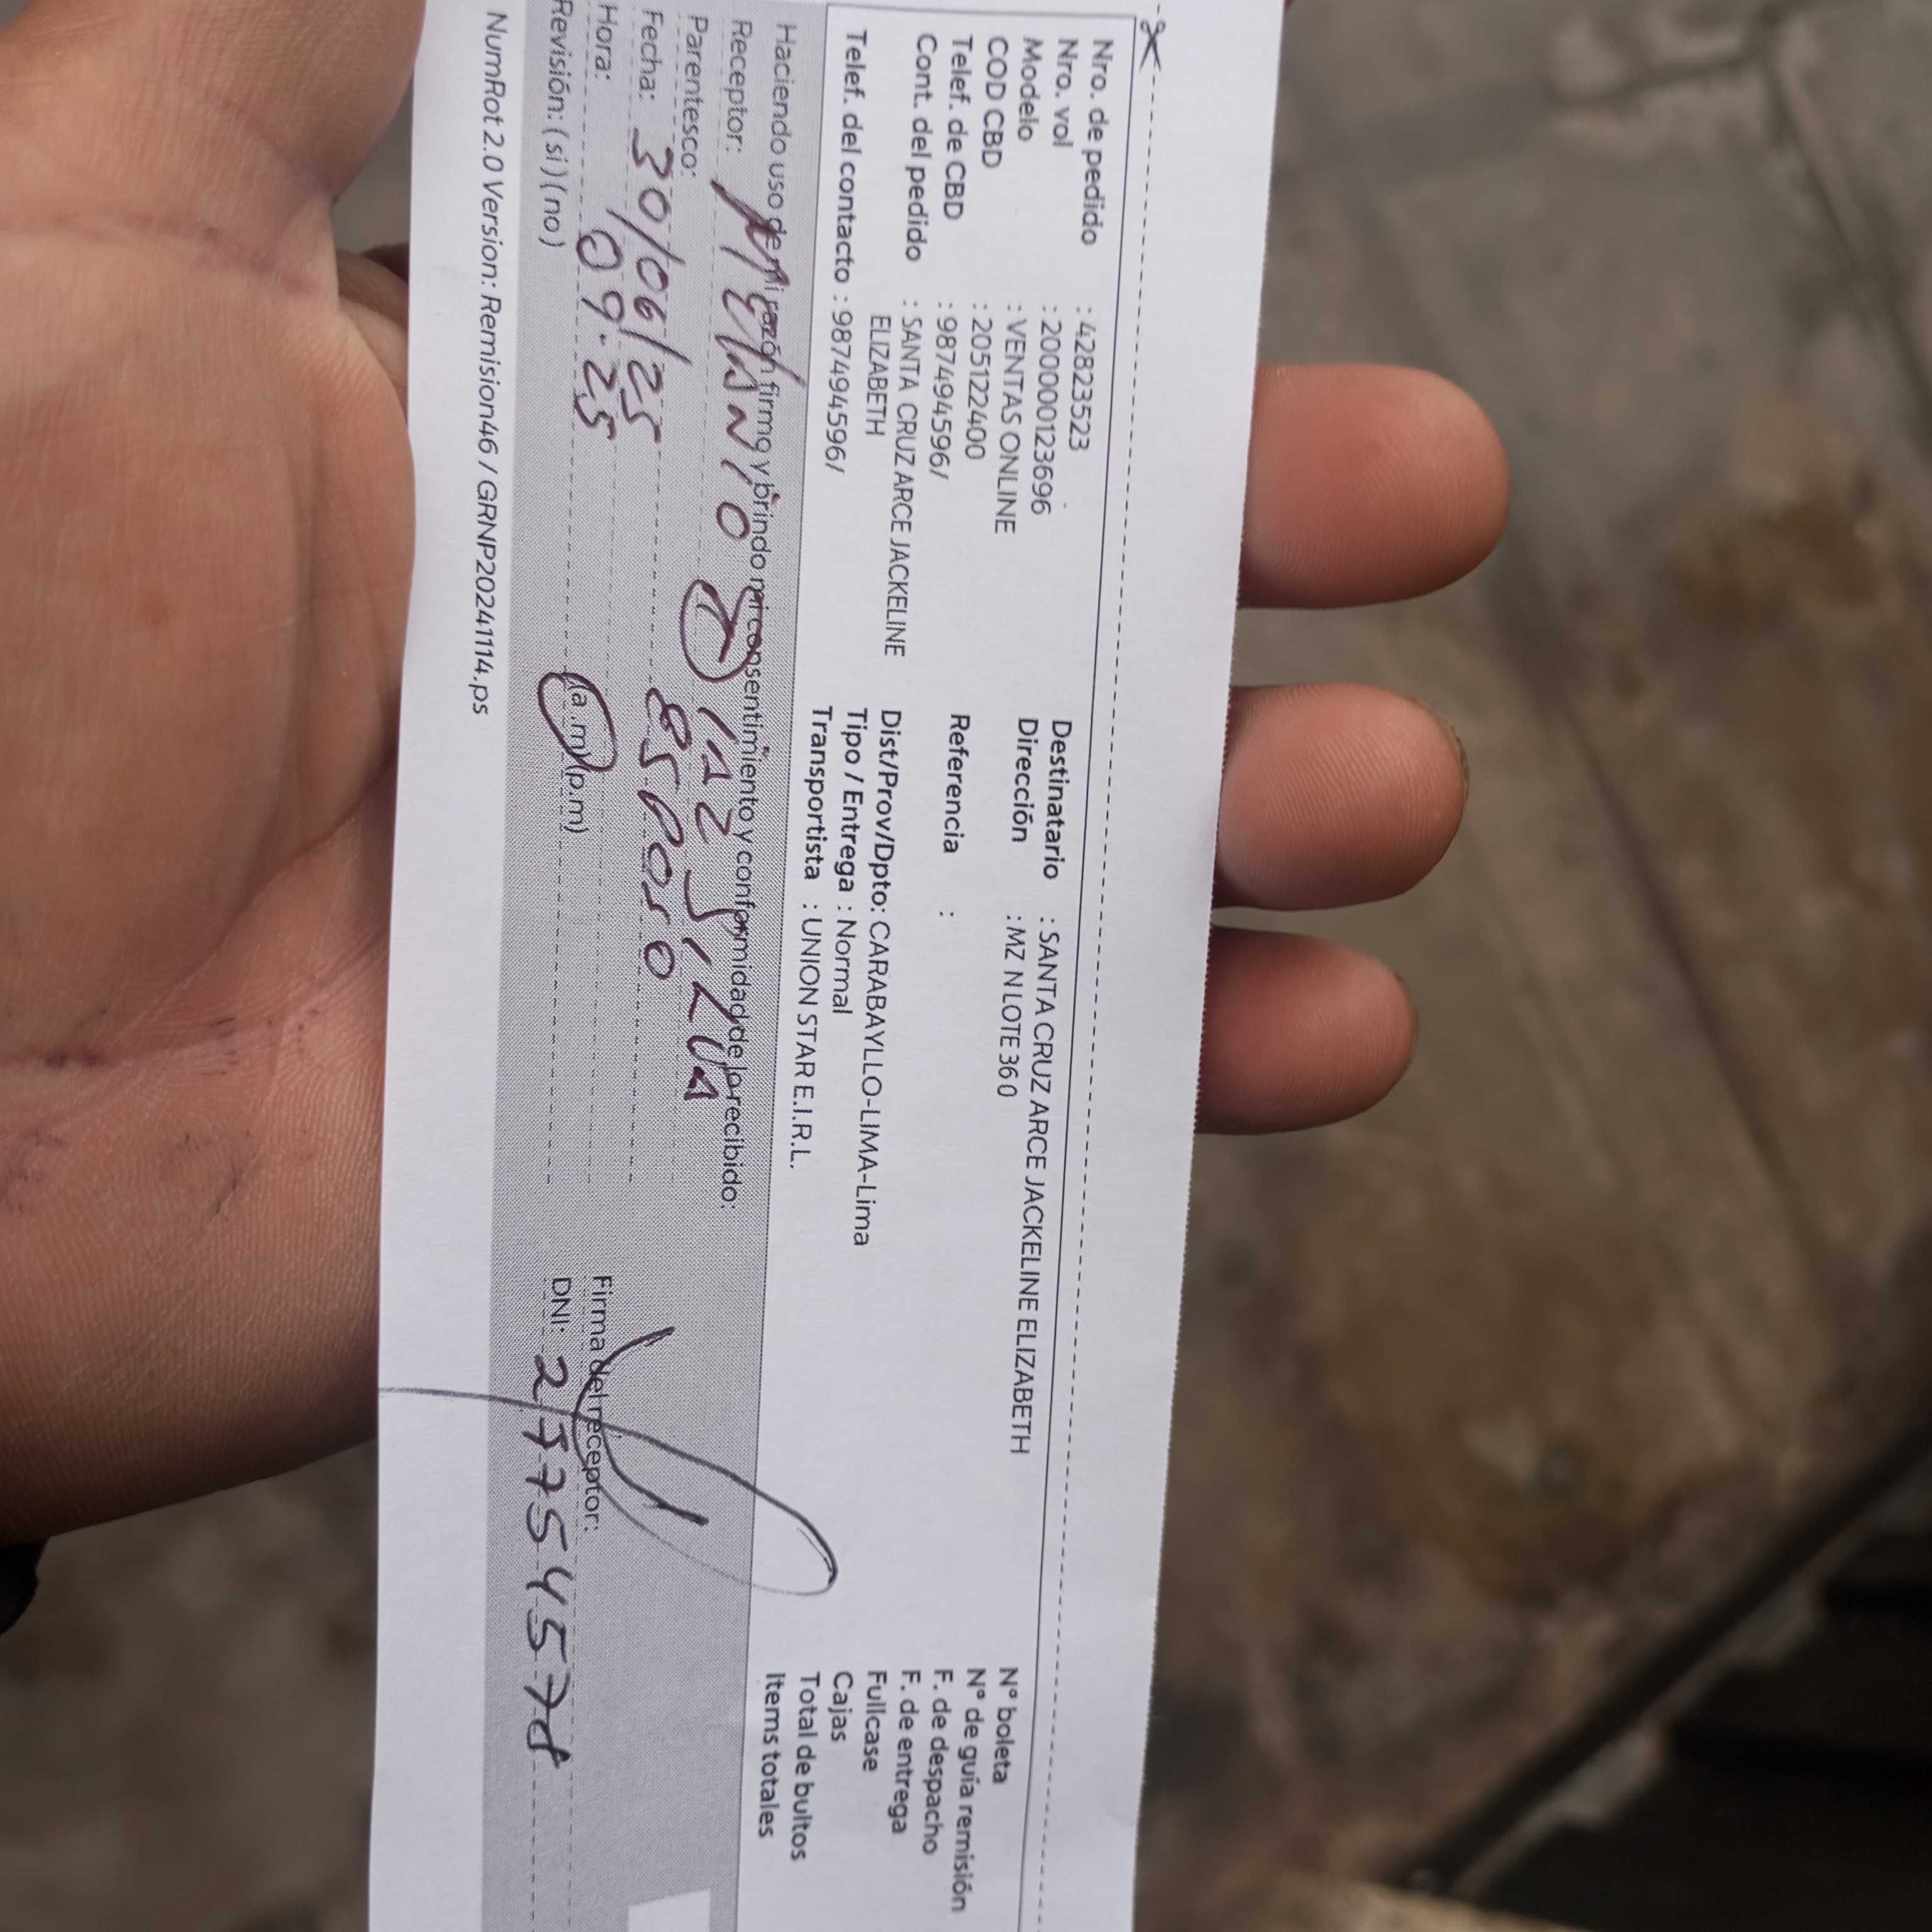 Nro. de pedido : 42823523
Nro. vol : 2000000123696
Modelo : VENTAS ONLINE
COD CBD : 205122400
Telef. de CBD : 987494596/
Cont. del pedido : SANTA CRUZ ARCE JACKELINE
ELIZABETH
Telef. del contacto : 987494596/
Destinatario : SANTA CRUZ ARCE JACKELINE ELIZABETH
Dirección : MZ N LOTE 360
Referencia :
Dist/Prov/Dpto: CARABAYLLO-LIMA-Lima
Tipo / Entrega : Normal
Transportista : UNION STAR E.I.R.L.
N° boleta
N° de guía remisión
F. de despacho
F. de entrega
Fullcase
Cajas
Total de bultos
Items totales
Haciendo uso de mi razón firmo y brindo mi consentimiento y conformidad de lo recibido:
Receptor:
Parentesco: esposo
Fecha: 30/06/25
Hora: 09.25 (a.m) (p.m)
Revisión: (si) (no)
Firma del receptor:
DNI: 27754578
NumRot 2.0 Version: Remision46 / GRNP20241114.ps